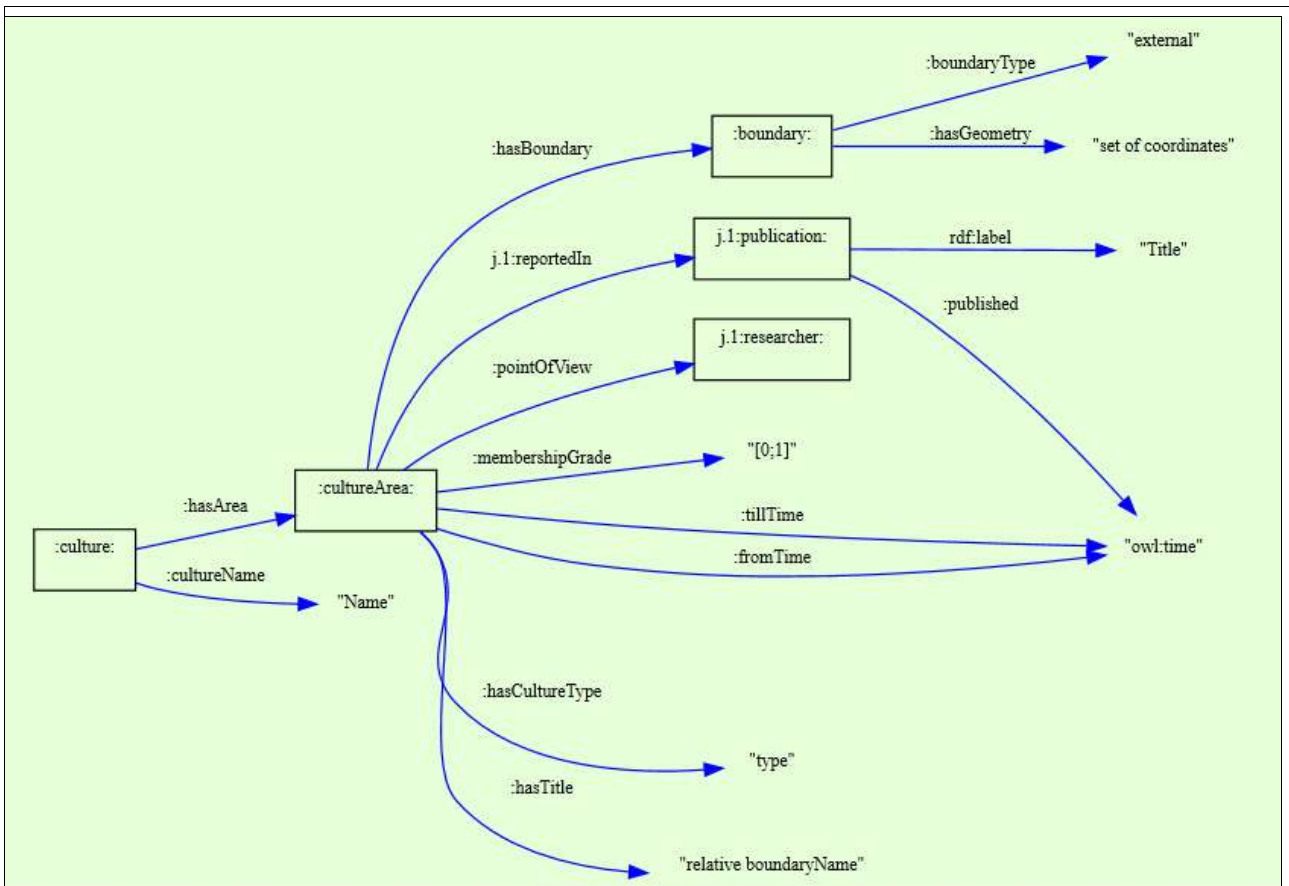 "external"
:boundaryType
:boundary:
:hasGeometry
"set of coordinates"
:hasBoundary
j.1:publication:
rdf:label
"Title"
j.1:reportedIn
:published
j.1:researcher:
:pointOfView
"[0;1]"
:membershipGrade
:cultureArea:
:hasArea
:tillTime
"owl:time"
:fromTime
:culture:
:cultureName
"Name"
:hasCultureType
"type"
:hasTitle
"relative boundaryName"